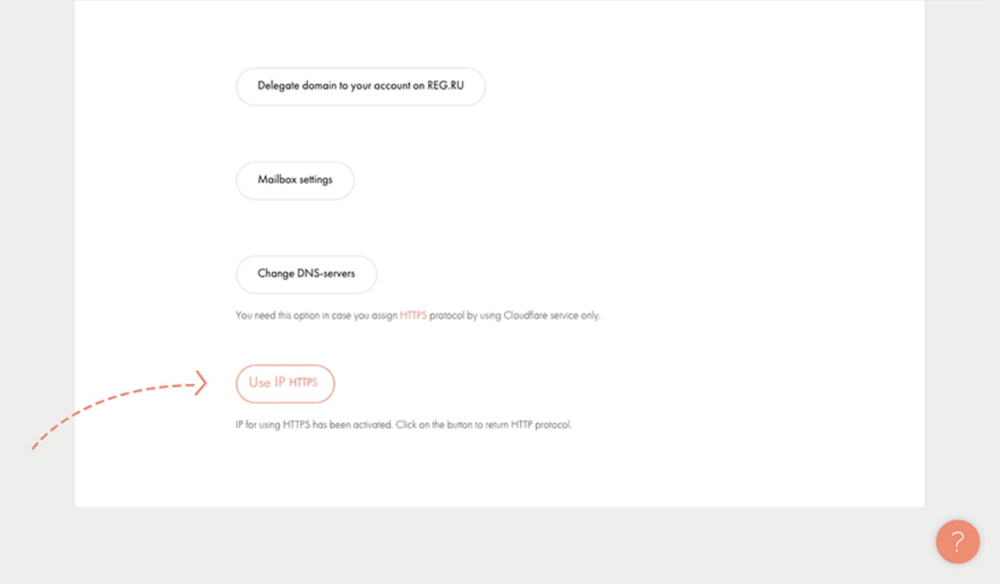 Delegate domain to your account on REG.RU
Mailbox settings
Change DNS-servers
You need this option in case you assign HTTPS protocol by using Cloudflare service only.
Use IP HTTPS
IP for using HTTPS has been activated. Click on the button to return HTTP protocol.
?